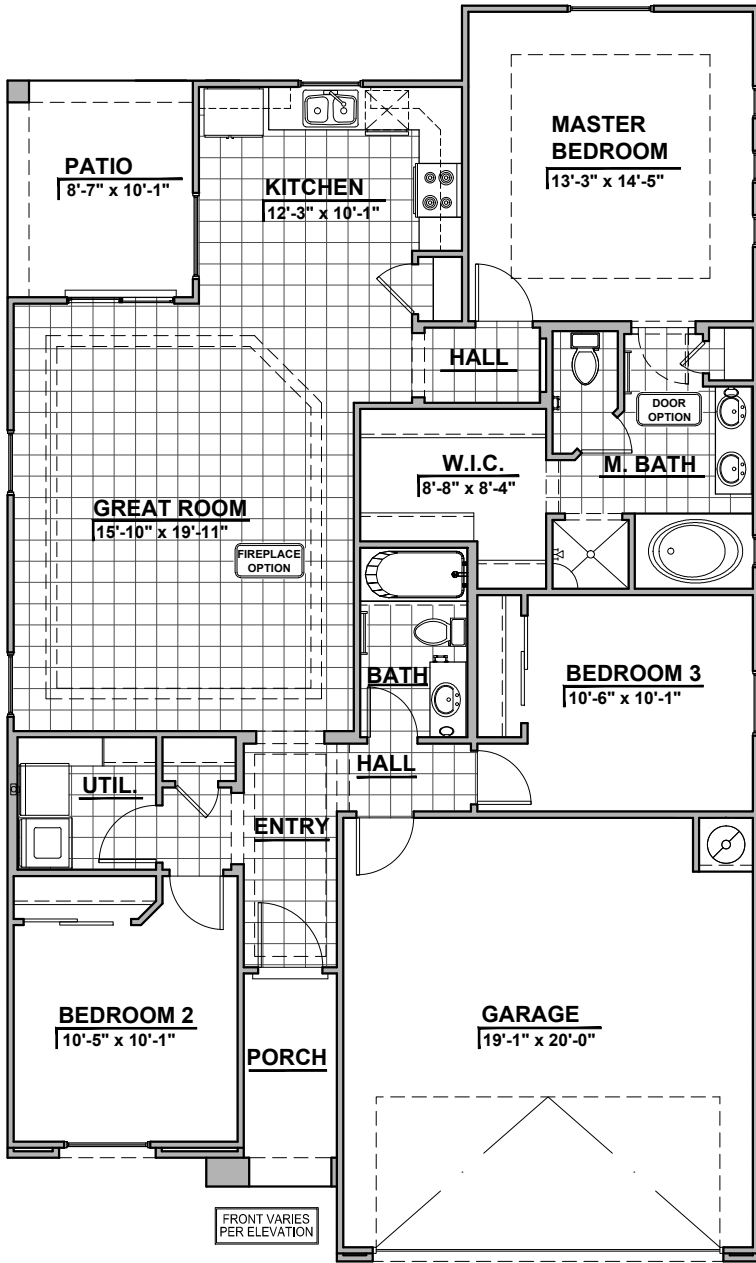 MASTER
BEDROOM
13'-3" x 14'-5"
PATIO
8'-7" x 10'-1"
KITCHEN
12'-3" x 10'-1"
HALL
DOOR
OPTION
W.I.C.
8'-8" x 8'-4"
M. BATH
GREAT ROOM
15'-10" x 19'-11"
FIREPLACE
OPTION
BATH
BEDROOM 3
10'-6" x 10'-1"
HALL
UTIL.
ENTRY
BEDROOM 2
10'-5" x 10'-1"
PORCH
GARAGE
19'-1" x 20'-0"
FRONT VARIES
PER ELEVATION